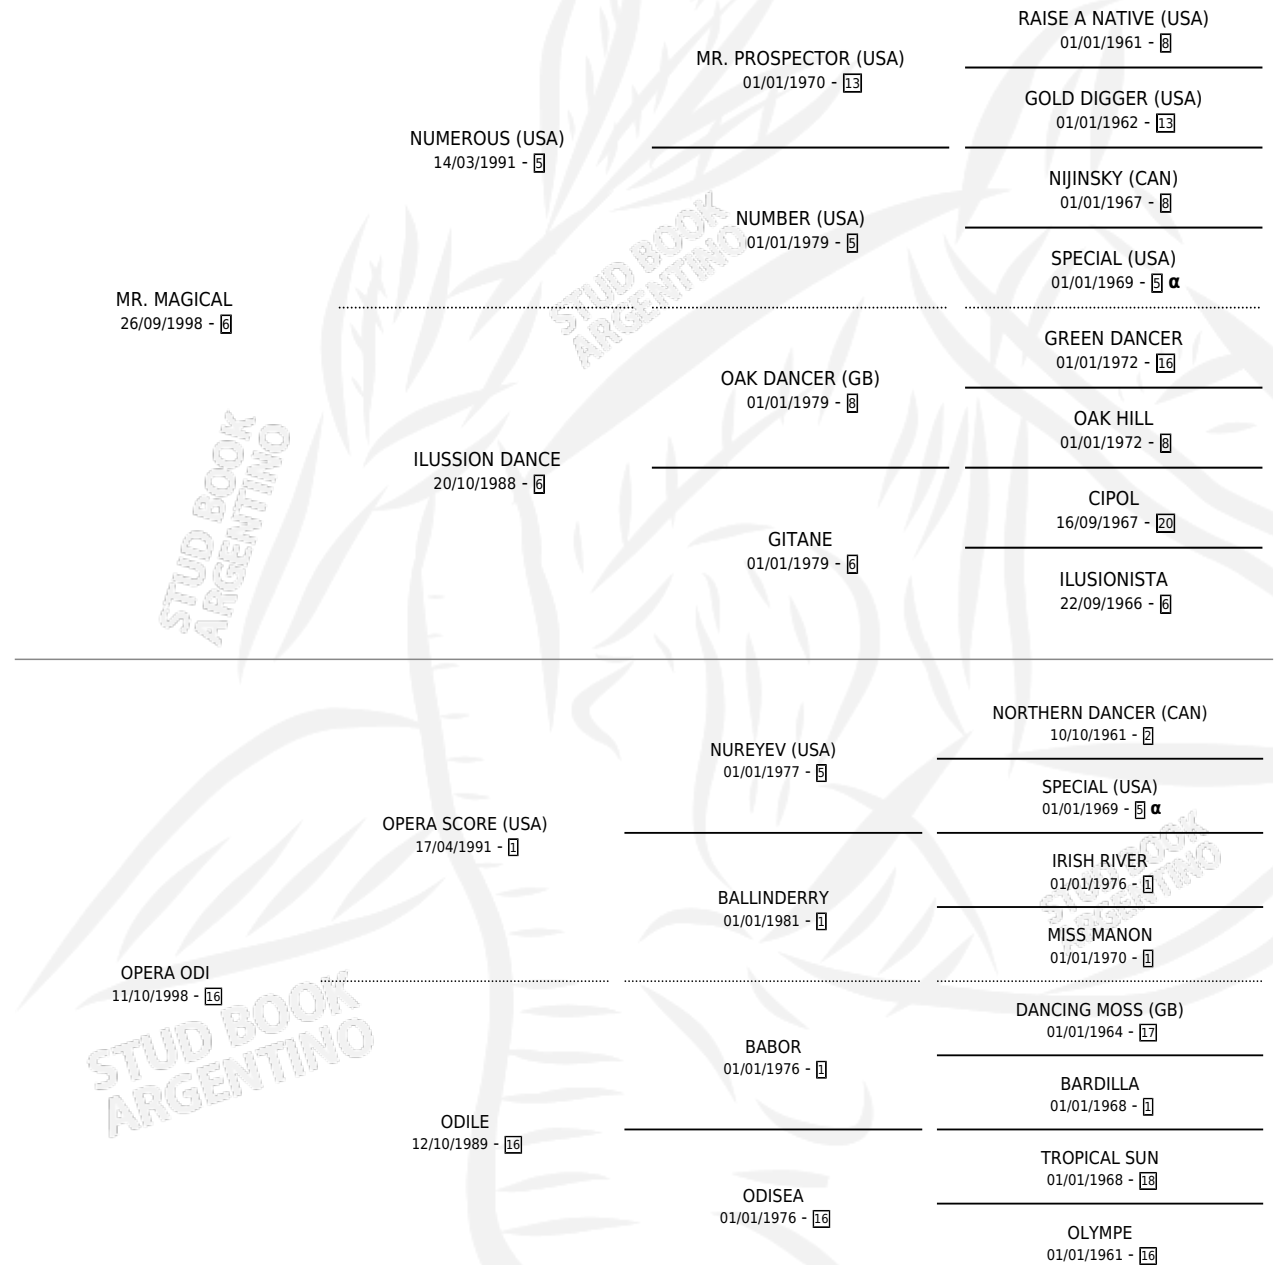 RAISE A NATIVE (USA)
01/01/1961 - 8
MR. PROSPECTOR (USA)
01/01/1970 - 13
GOLD DIGGER (USA)
01/01/1962 - 13
NUMEROUS (USA)
14/03/1991 - 5
NIJINSKY (CAN)
01/01/1967 - 8
NUMBER (USA)
01/01/1979 - 5
SPECIAL (USA)
01/01/1969 - 5 α
MR. MAGICAL
26/09/1998 - 6
GREEN DANCER
01/01/1972 - 16
OAK DANCER (GB)
01/01/1979 - 8
OAK HILL
01/01/1972 - 8
ILUSSION DANCE
20/10/1988 - 6
CIPOL
16/09/1967 - 20
GITANE
01/01/1979 - 6
ILUSIONISTA
22/09/1966 - 6
NORTHERN DANCER (CAN)
10/10/1961 - 2
NUREYEV (USA)
01/01/1977 - 5
SPECIAL (USA)
01/01/1969 - 5 α
OPERA SCORE (USA)
17/04/1991 - 1
IRISH RIVER
01/01/1976 - 1
BALLINDERRY
01/01/1981 - 1
MISS MANON
01/01/1970 - 1
OPERA ODI
11/10/1998 - 16
DANCING MOSS (GB)
01/01/1964 - 17
BABOR
01/01/1976 - 1
BARDILLA
01/01/1968 - 1
ODILE
12/10/1989 - 16
TROPICAL SUN
01/01/1968 - 18
ODISEA
01/01/1976 - 16
OLYMPE
01/01/1961 - 16
STUD BOOK
ARGENTINO
STUD BOOK
ARGENTINO
STUD BOOK
ARGENTINO
STUD BOOK
ARGENTINO